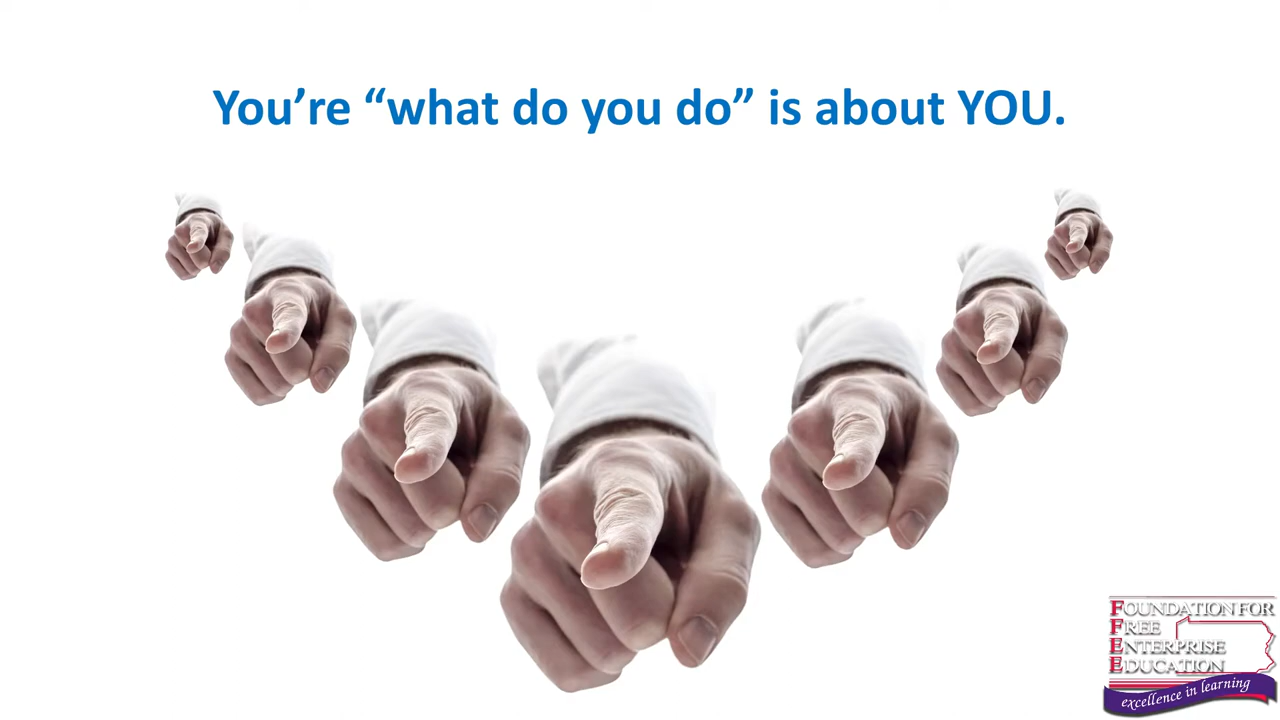 You’re “what do you do” is about YOU.
FOUNDATION FOR
FREE
ENTERPRISE
EDUCATION
excellence in learning